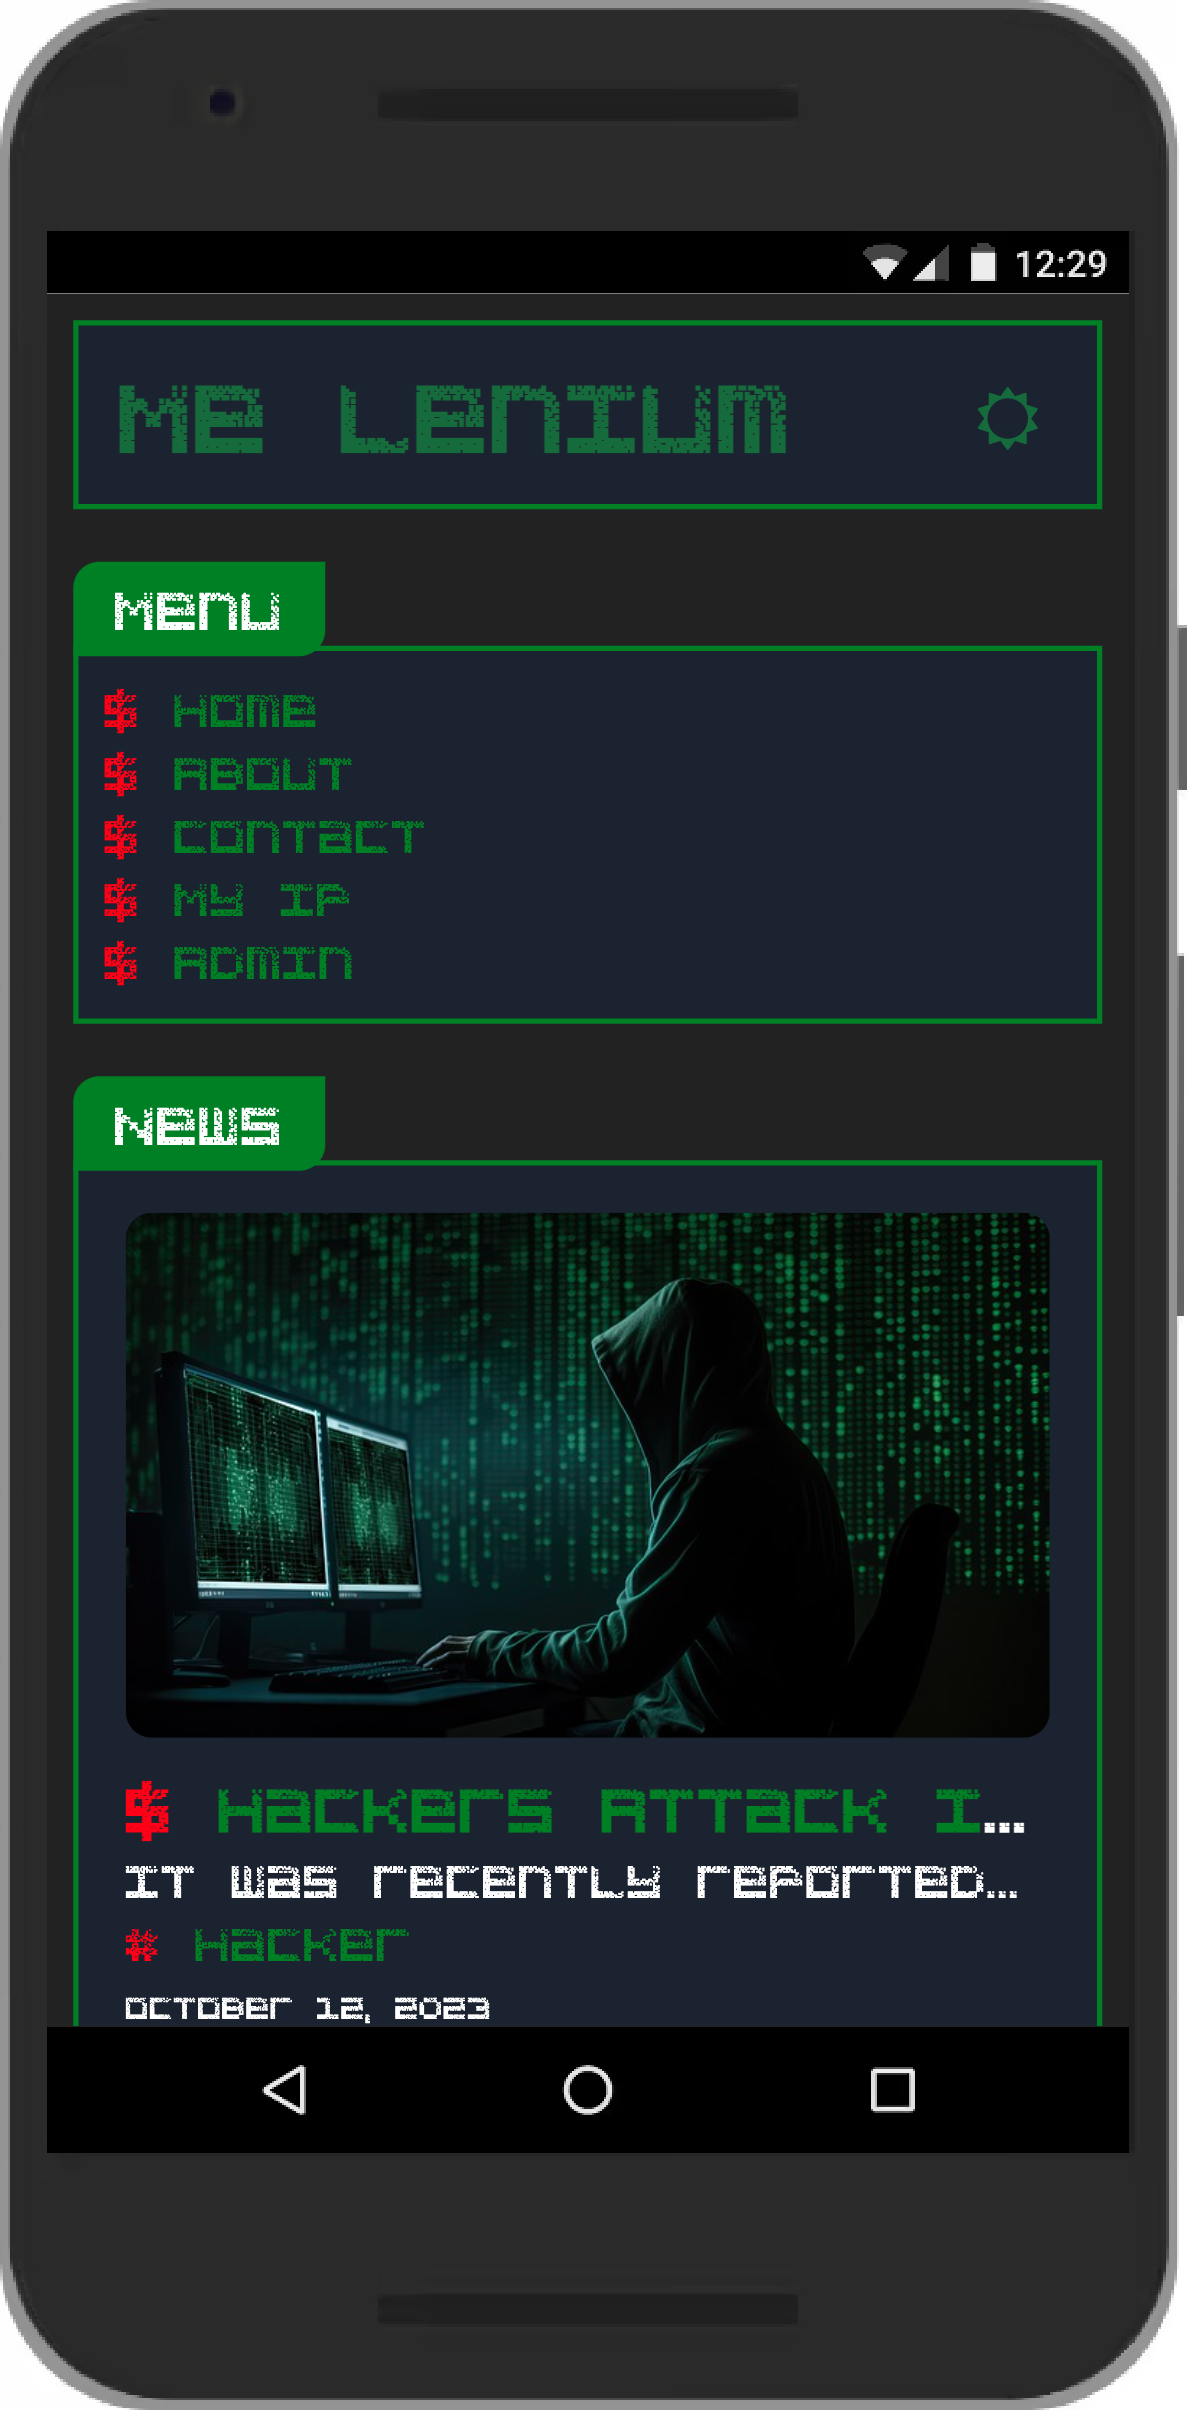 12:29
Me Lenium
Menu
$ Home
$ About
$ Contact
$ My IP
$ Admin
News
$ Hackers Attack I...
It was recently reported...
# Hacker
October 12, 2023